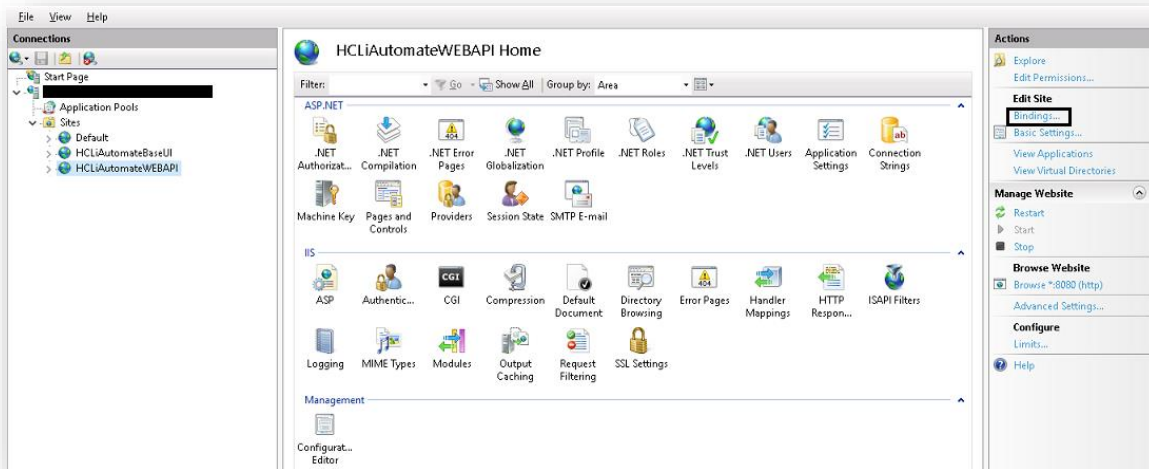 File View Help
Connections
Start Page
Application Pools
Sites
Default
HCLiAutomateBaseUI
HCLiAutomateWEBAPI
HCLiAutomateWEBAPI Home
Filter: Go Show All Group by: Area
ASP.NET
.NET Authorizat...
.NET Compilation
.NET Error Pages
.NET Globalization
.NET Profile
.NET Roles
.NET Trust Levels
.NET Users
Application Settings
Connection Strings
Machine Key
Pages and Controls
Providers
Session State
SMTP E-mail
IIS
ASP
Authentic...
CGI
CGI
Compression
Default Document
Directory Browsing
404
Error Pages
Handler Mappings
HTTP Respon...
ISAPI Filters
Logging
MIME Types
Modules
Output Caching
Request Filtering
SSL Settings
Management
Configurat... Editor
Actions
Explore
Edit Permissions...
Edit Site
Bindings...
Basic Settings...
View Applications
View Virtual Directories
Manage Website
Restart
Start
Stop
Browse Website
Browse *:8080 (http)
Advanced Settings...
Configure
Limits...
Help